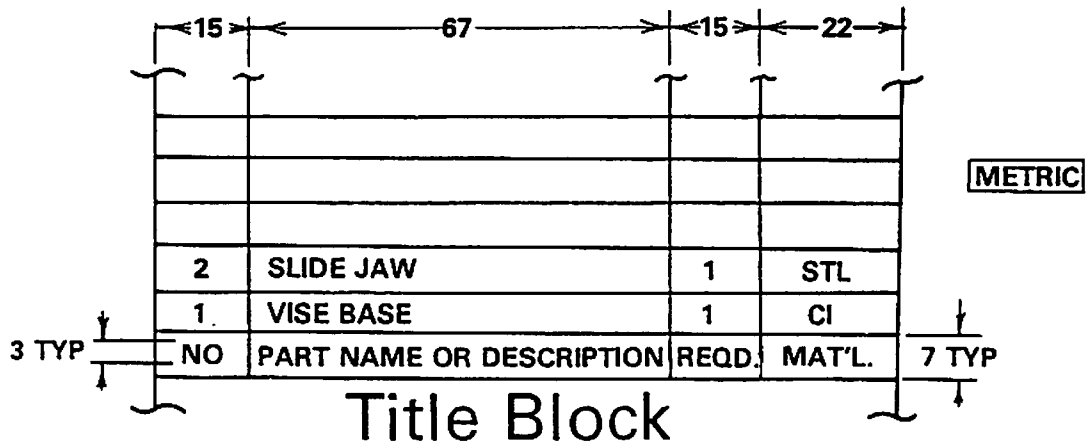 15 67 15 22
METRIC
2 SLIDE JAW 1 STL
1 VISE BASE 1 CI
3 TYP NO PART NAME OR DESCRIPTION REQD. MAT'L. 7 TYP
Title Block